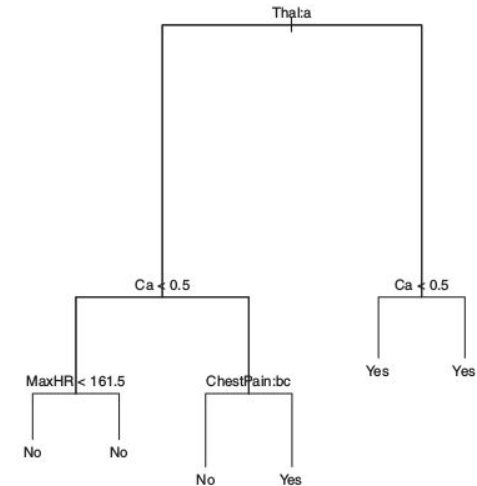 Thal:a
Ca < 0.5
Ca < 0.5
MaxHR < 161.5
ChestPain:bc
Yes
Yes
No
No
No
Yes